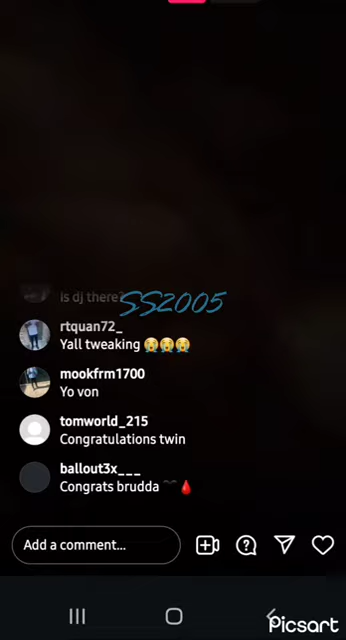 Is dj there?
SS2005
rtquan72_
Yall tweaking 😭😭😭
mookfrm1700
Yo von
tomworld_215
Congratulations twin
ballout3x___
Congrats brudda 🖤🩸
Add a comment...
Picsart